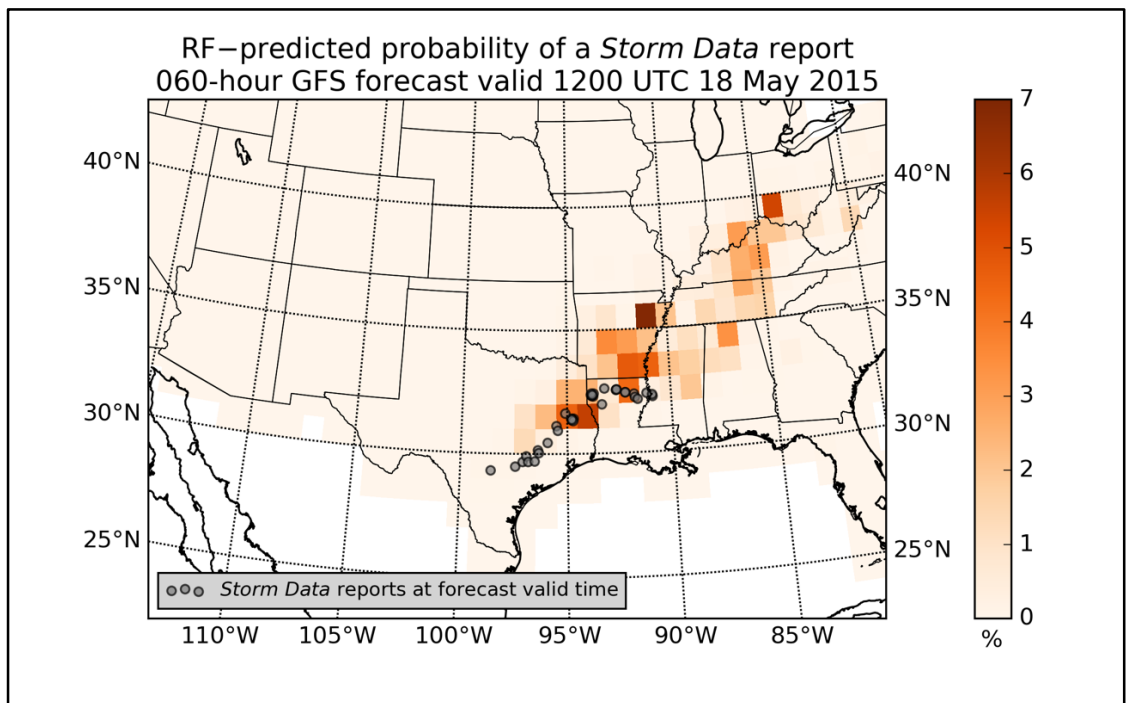 RF−predicted probability of a Storm Data report
060-hour GFS forecast valid 1200 UTC 18 May 2015
7
40°N
40°N
6
5
35°N
35°N
4
3
30°N
30°N
2
25°N
25°N
1
Storm Data reports at forecast valid time
0
110°W 105°W 100°W 95°W 90°W 85°W
%